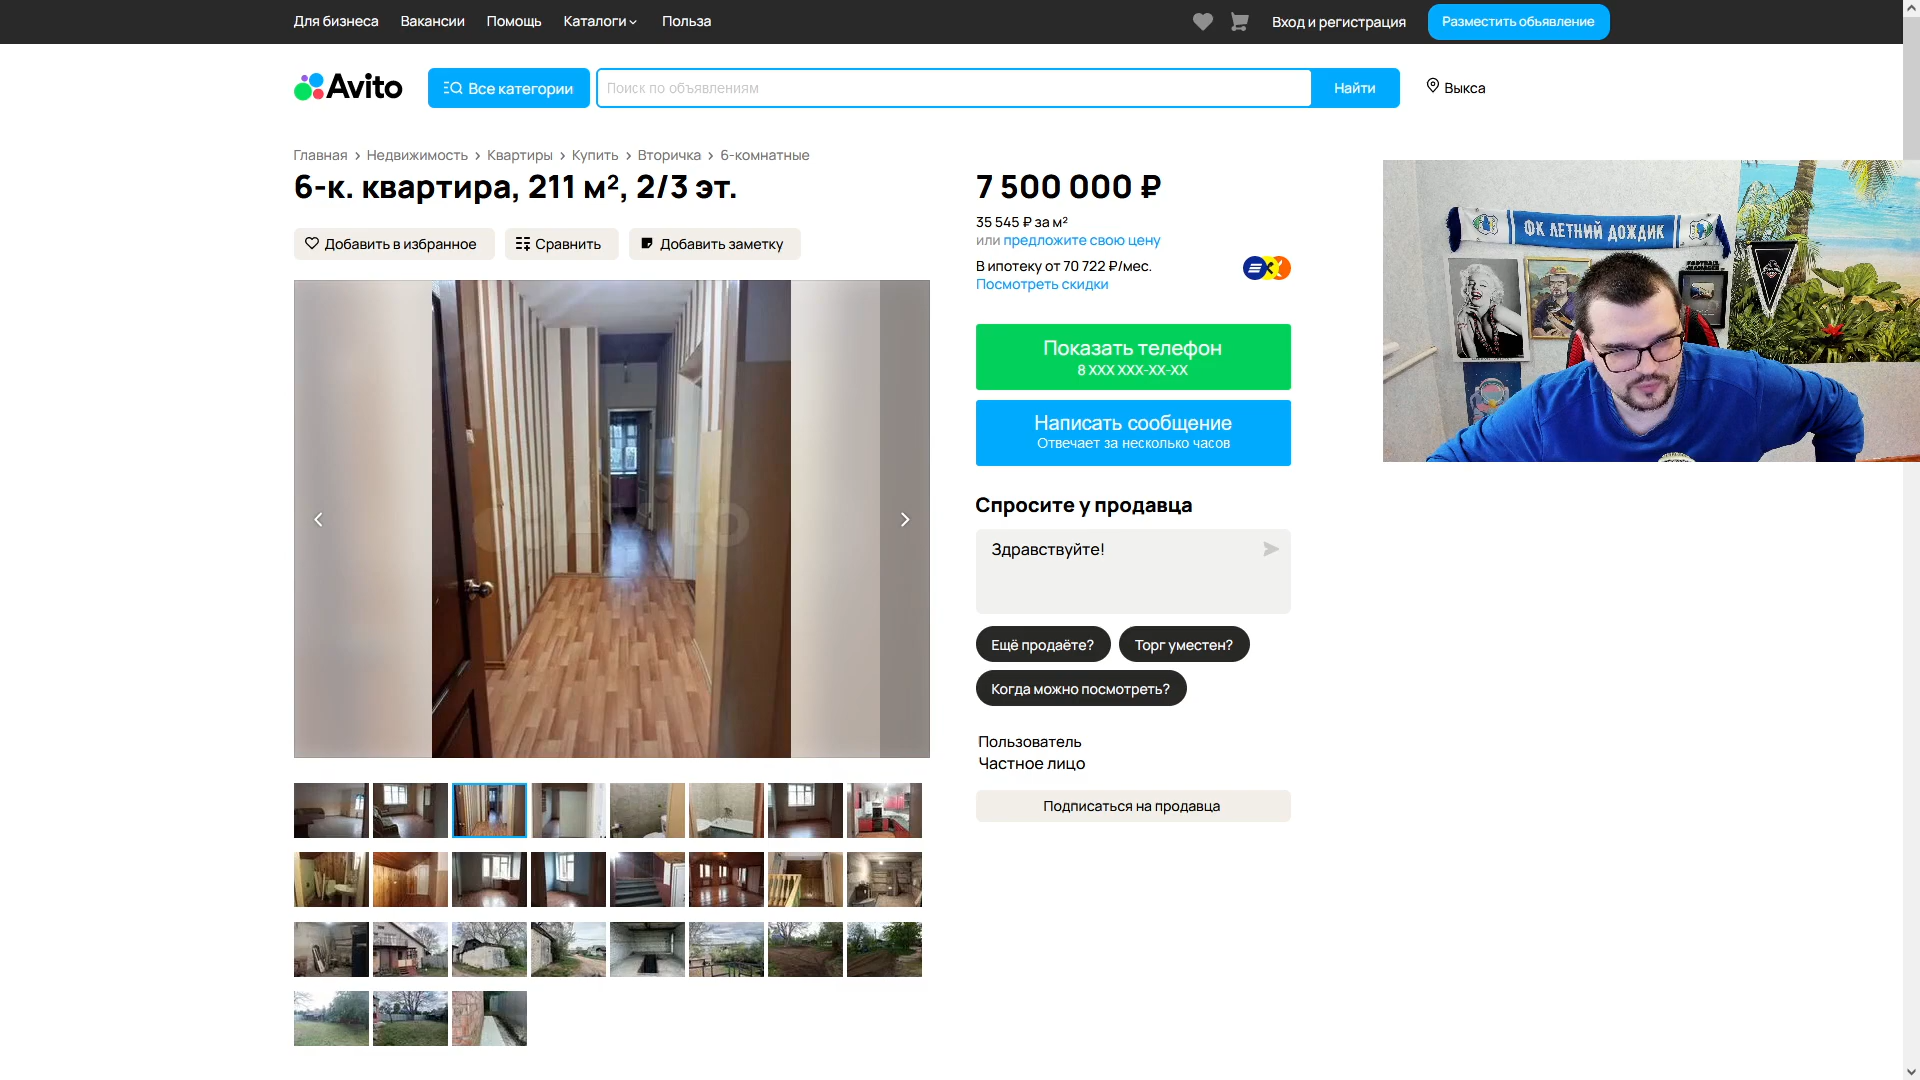 Для бизнеса
Вакансии
Помощь
Каталоги
Польза
Вход и регистрация
Разместить объявление
Avito
Все категории
Поиск по объявлениям
Найти
Выкса
Главная › Недвижимость › Квартиры › Купить › Вторичка › 6-комнатные
6-к. квартира, 211 м², 2/3 эт.
Добавить в избранное
Сравнить
Добавить заметку
7 500 000 ₽
35 545 ₽ за м²
или предложите свою цену
В ипотеку от 70 722 ₽/мес.
Посмотреть скидки
Показать телефон
8 XXX XXX-XX-XX
Написать сообщение
Отвечает за несколько часов
Спросите у продавца
Здравствуйте!
Ещё продаёте?
Торг уместен?
Когда можно посмотреть?
Пользователь
Частное лицо
Подписаться на продавца
ФК ЛЕТНИЙ ДОЖДИК
Avito